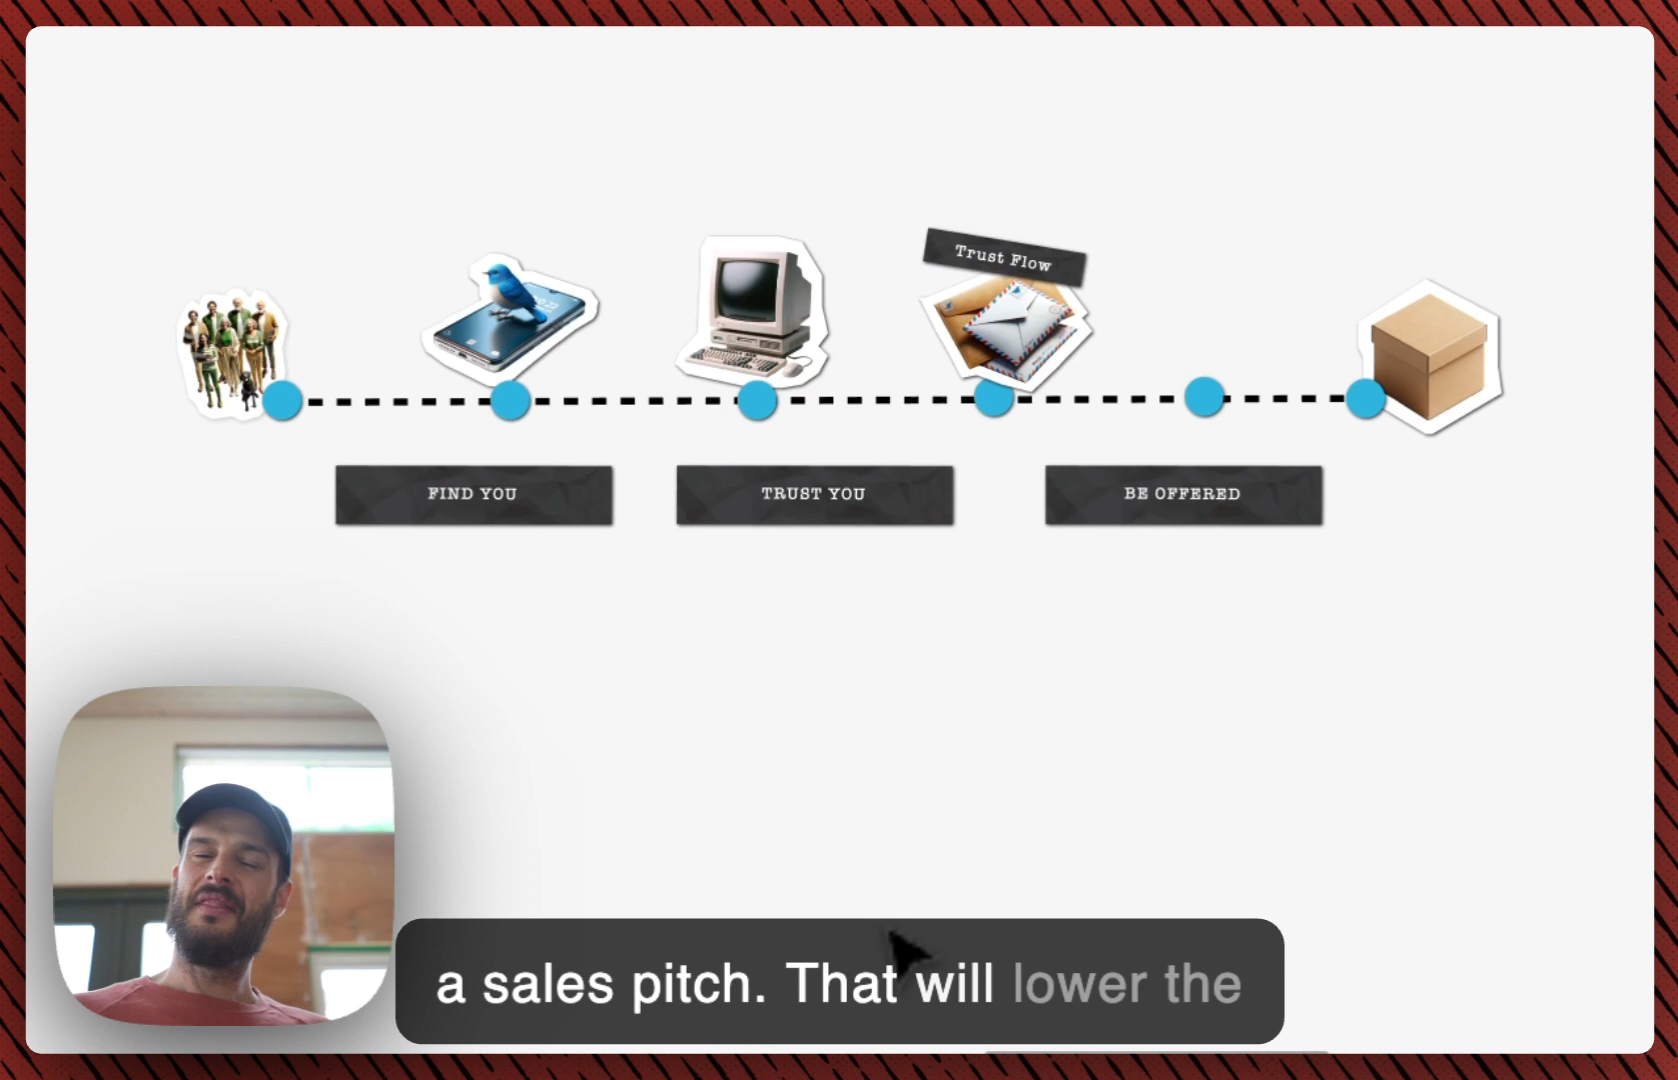 Trust Flow
FIND YOU
TRUST YOU
BE OFFERED
a sales pitch. That will lower the